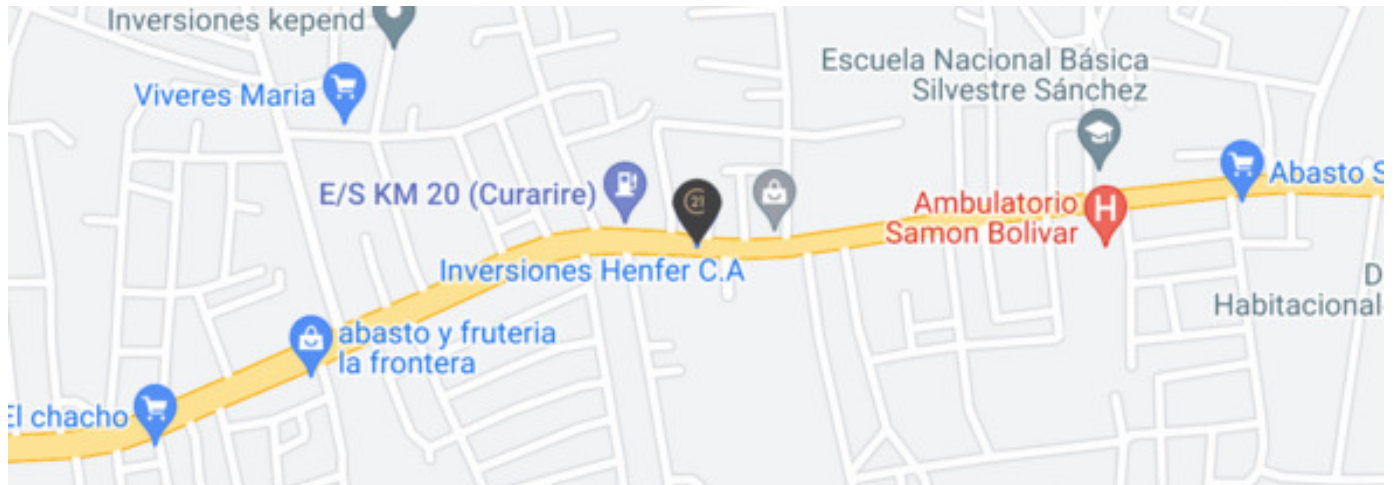 Inversiones kepend
Viveres Maria
Escuela Nacional Básica
Silvestre Sánchez
E/S KM 20 (Curarire)
21
Abasto S
Ambulatorio
Samon Bolivar
H
Inversiones Henfer C.A
D
Habitacional
abasto y fruteria
la frontera
El chacho